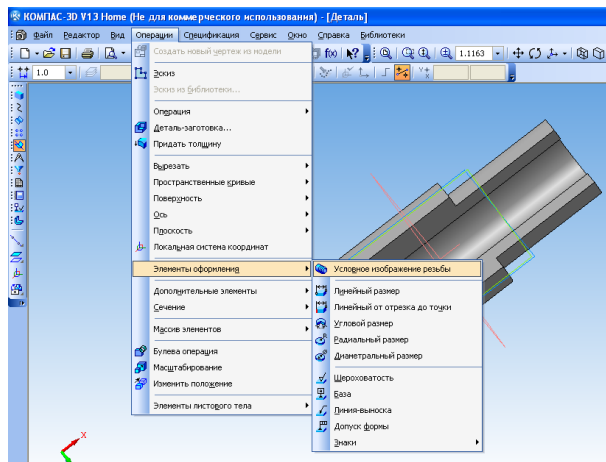 КОМПАС-3D V13 Home (Не для коммерческого использования) - [Деталь]
Файл Редактор Вид Операции Спецификация Сервис Окно Справка Библиотеки
f(x) 1.1163
1.0
Создать новый чертеж из модели
Эскиз
Эскиз из библиотеки...
Операция
Деталь-заготовка...
Придать толщину
Вырезать
Пространственные кривые
Поверхность
Ось
Плоскость
Локальная система координат
Элементы оформления
Дополнительные элементы
Сечение
Массив элементов
Булева операция
Масштабирование
Изменить положение
Элементы листового тела
Условное изображение резьбы
Линейный размер
Линейный от отрезка до точки
Угловой размер
Радиальный размер
Диаметральный размер
Шероховатость
База
Линия-выноска
Допуск формы
Знаки
X